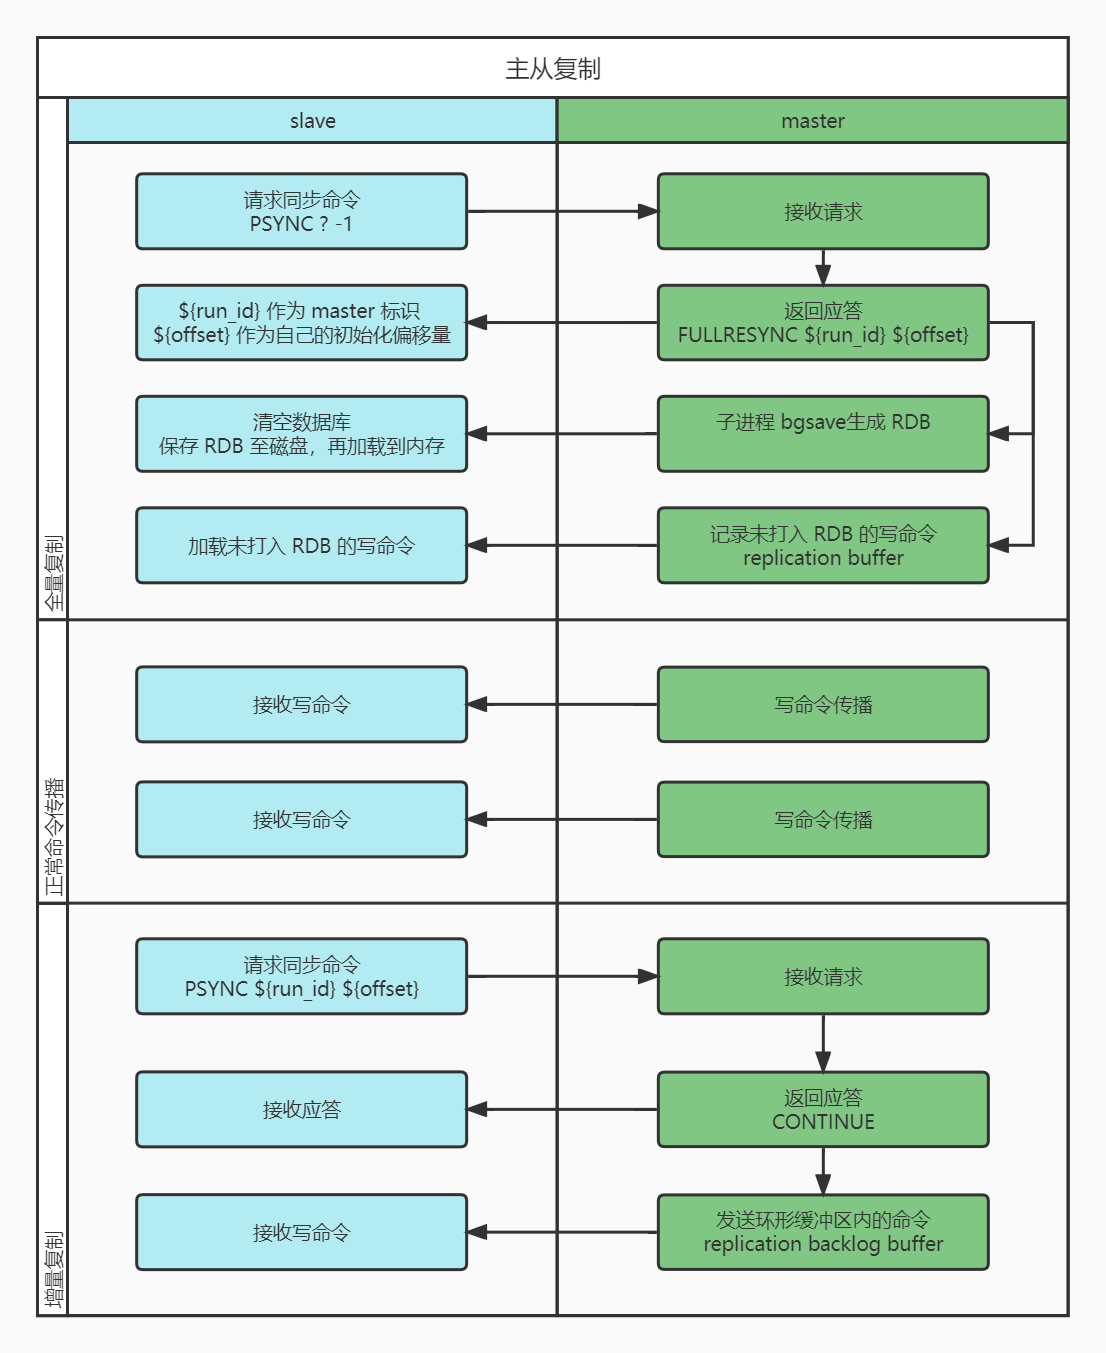 主从复制
slave
master
全量复制
请求同步命令
PSYNC ? -1
接收请求
${run_id} 作为 master 标识
${offset} 作为自己的初始化偏移量
返回应答
FULLRESYNC ${run_id} ${offset}
清空数据库
保存 RDB 至磁盘，再加载到内存
子进程 bgsave生成 RDB
加载未打入 RDB 的写命令
记录未打入 RDB 的写命令
replication buffer
正常命令传播
接收写命令
写命令传播
接收写命令
写命令传播
增量复制
请求同步命令
PSYNC ${run_id} ${offset}
接收请求
接收应答
返回应答
CONTINUE
接收写命令
发送环形缓冲区内的命令
replication backlog buffer